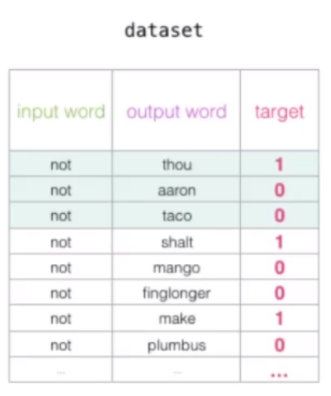 dataset
input word output word target
not thou 1
not aaron 0
not taco 0
not shalt 1
not mango 0
not finglonger 0
not make 1
not plumbus 0
... ... ...